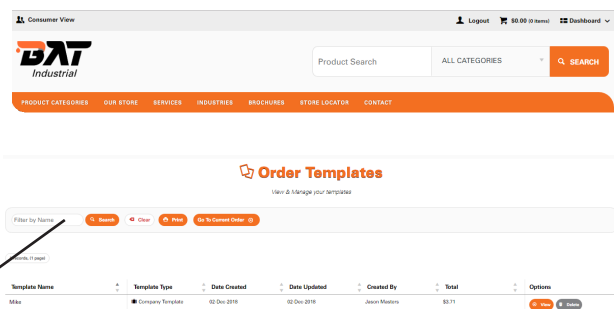 Consumer View
Logout $0.00 (0 items) Dashboard
BAT
Industrial
Product Search ALL CATEGORIES SEARCH
PRODUCT CATEGORIES OUR STORE SERVICES INDUSTRIES BROCHURES STORE LOCATOR CONTACT
Order Templates
View & Manage your templates
Filter by Name Search Clear Print Go To Current Order
(1 page)
Template Name Template Type Date Created Date Updated Created By Total Options
Mike Company Template 02-Dec-2018 02-Dec-2018 Jason Masters $3.71 View Delete